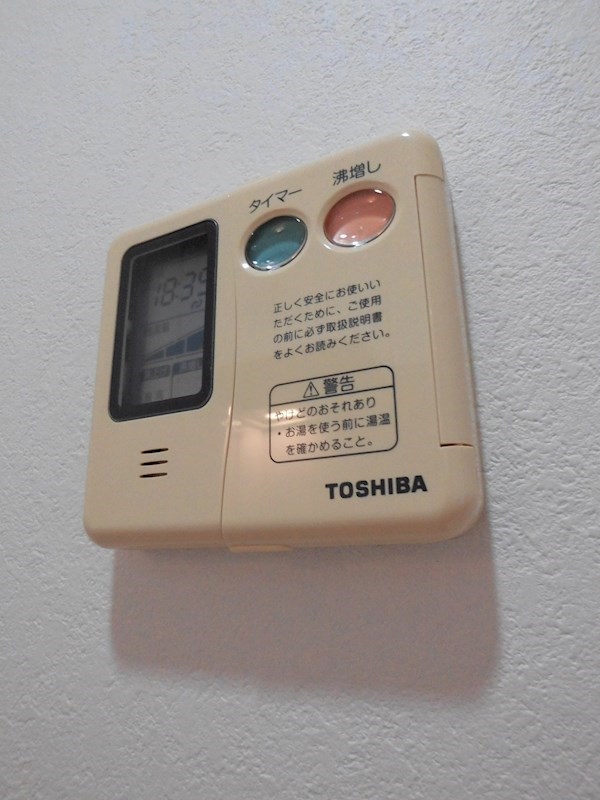 タイマー 沸増し
18:39
正しく安全にお使いい
ただくために、ご使用
の前に必ず取扱説明書
をよくお読みください。
警告
やけどのおそれあり
・お湯を使う前に湯温
を確かめること。
TOSHIBA